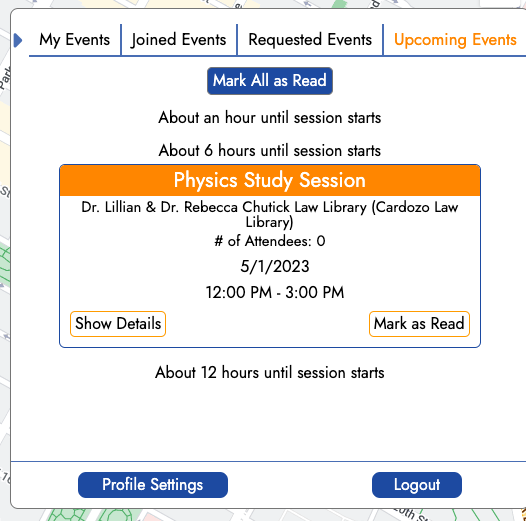 My Events
Joined Events
Requested Events
Upcoming Events
Mark All as Read
About an hour until session starts
About 6 hours until session starts
Physics Study Session
Dr. Lillian & Dr. Rebecca Chutick Law Library (Cardozo Law
Library)
# of Attendees: 0
5/1/2023
12:00 PM - 3:00 PM
Show Details
Mark as Read
About 12 hours until session starts
Profile Settings
Logout